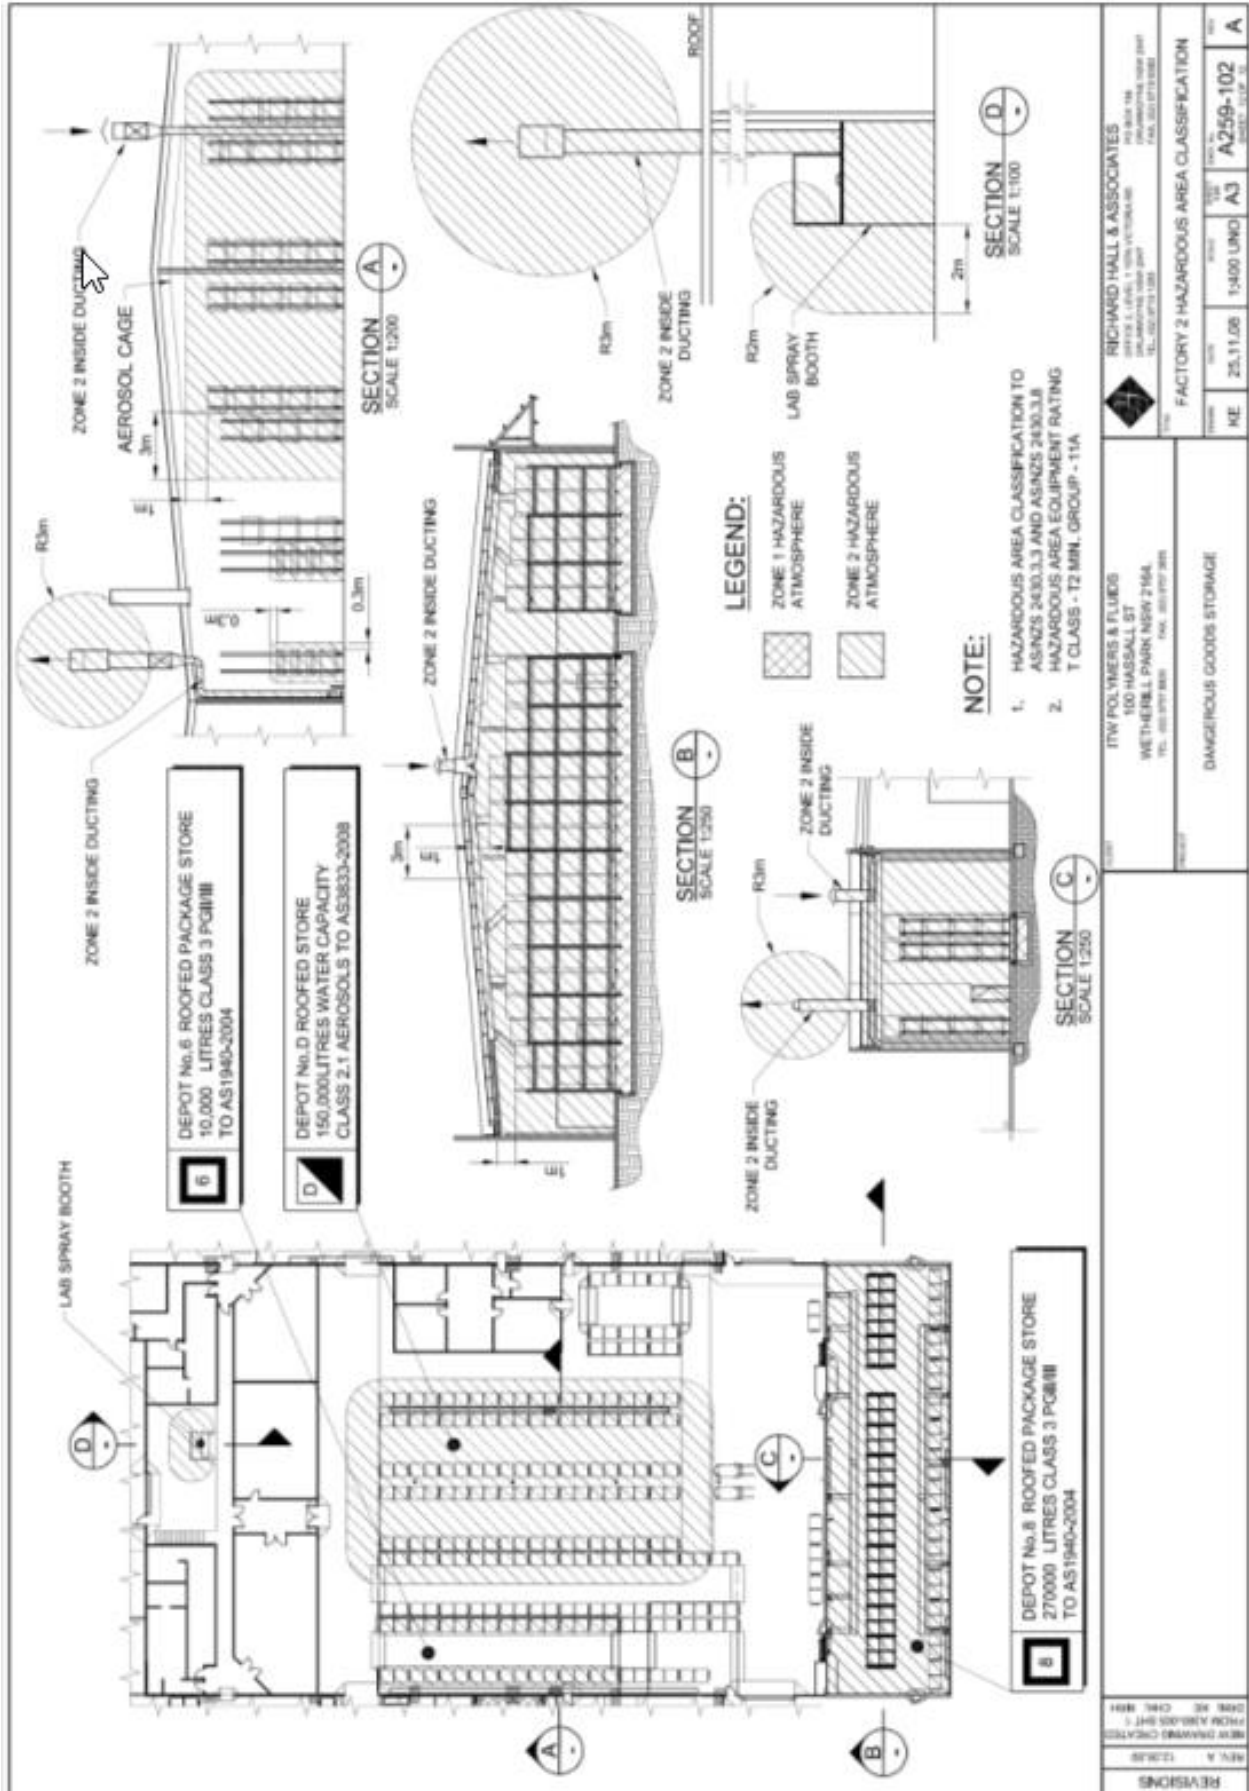 LAB SPRAY BOOTH
ZONE 2 INSIDE DUCTING
R3m
ZONE 2 INSIDE DUCTING
AEROSOL CAGE
3m
1m
0.3m
0.3m
SECTION
SCALE 1:200
A
-
ROOF
DEPOT No.6 ROOFED PACKAGE STORE
10,000 LITRES CLASS 3 PGII/III
TO AS1940-2004
6
DEPOT No.D ROOFED STORE
150,000LITRES WATER CAPACITY
CLASS 2.1 AEROSOLS TO AS3833-2008
D
ZONE 2 INSIDE DUCTING
3m
1m
1m
SECTION
SCALE 1:250
B
-
R3m
ZONE 2 INSIDE
DUCTING
R2m
LAB SPRAY
BOOTH
2m
SECTION
SCALE 1:100
D
-
LEGEND:
ZONE 1 HAZARDOUS
ATMOSPHERE
ZONE 2 HAZARDOUS
ATMOSPHERE
NOTE:
1. HAZARDOUS AREA CLASSIFICATION TO
AS/NZS 2430.3.3 AND AS/NZS 2430.3.8
2. HAZARDOUS AREA EQUIPMENT RATING
T CLASS - T2 MIN. GROUP - 11A
ZONE 2 INSIDE
DUCTING
R3m
ZONE 2 INSIDE
DUCTING
SECTION
SCALE 1:250
C
-
D
-
C
-
A
-
B
-
8
DEPOT No.8 ROOFED PACKAGE STORE
270000 LITRES CLASS 3 PGII/III
TO AS1940-2004
REVISIONS
REV. A
NEW DRAWING CREATED
ITW POLYMERS & FLUIDS
100 HASSALL ST
WETHERILL PARK NSW 2164.
DANGEROUS GOODS STORAGE
RICHARD HALL & ASSOCIATES
FACTORY 2 HAZARDOUS AREA CLASSIFICATION
KE
25.11.08
1:400 UNO
A3
A259-102
A